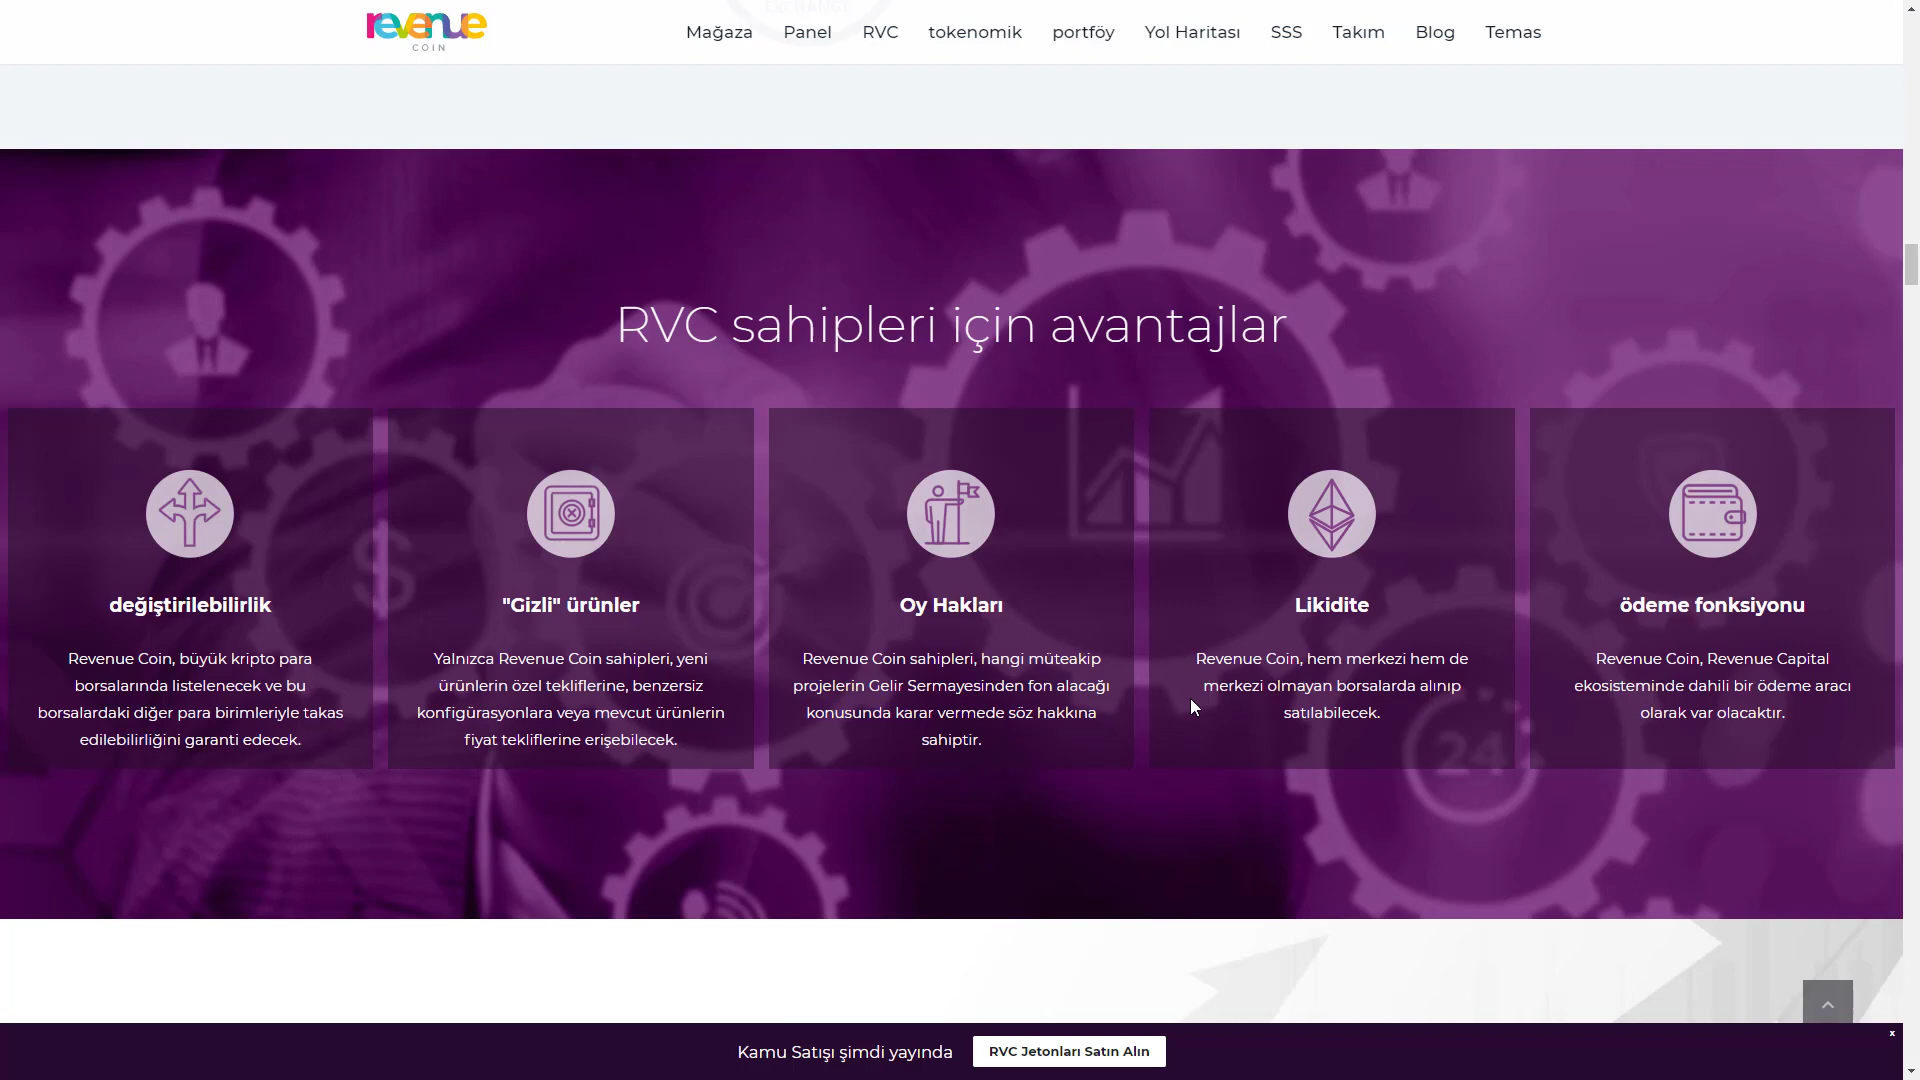 revenue
COIN
Mağaza Panel RVC tokenomik portföy Yol Haritası SSS Takım Blog Temas
RVC sahipleri için avantajlar
değiştirilebilirlik
Revenue Coin, büyük kripto para
borsalarında listelenecek ve bu
borsalardaki diğer para birimleriyle takas
edilebilirliğini garanti edecek.
"Gizli" ürünler
Yalnızca Revenue Coin sahipleri, yeni
ürünlerin özel tekliflerine, benzersiz
konfigürasyonlara veya mevcut ürünlerin
fiyat tekliflerine erişebilecek.
Oy Hakları
Revenue Coin sahipleri, hangi müteakip
projelerin Gelir Sermayesinden fon alacağı
konusunda karar vermede söz hakkına
sahiptir.
Likidite
Revenue Coin, hem merkezi hem de
merkezi olmayan borsalarda alınıp
satılabilecek.
ödeme fonksiyonu
Revenue Coin, Revenue Capital
ekosisteminde dahili bir ödeme aracı
olarak var olacaktır.
$
24
Kamu Satışı şimdi yayında
RVC Jetonları Satın Alın
x